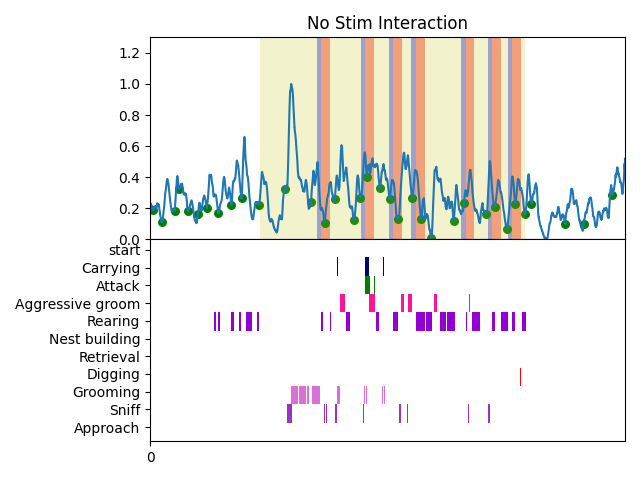 No Stim Interaction
1.2
1.0
0.8
0.6
0.4
0.2
0.0
start
Carrying
Attack
Aggressive groom
Rearing
Nest building
Retrieval
Digging
Grooming
Sniff
Approach
0